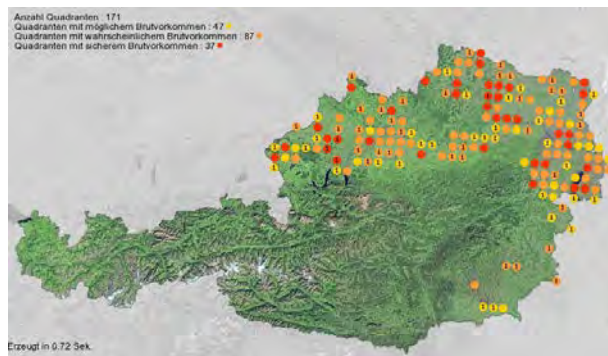 Anzahl Quadranten : 171
Quadranten mit möglichem Brutvorkommen : 47
Quadranten mit wahrscheinlichem Brutvorkommen : 87
Quadranten mit sicherem Brutvorkommen : 37
Erzeugt in 0.72 Sek.